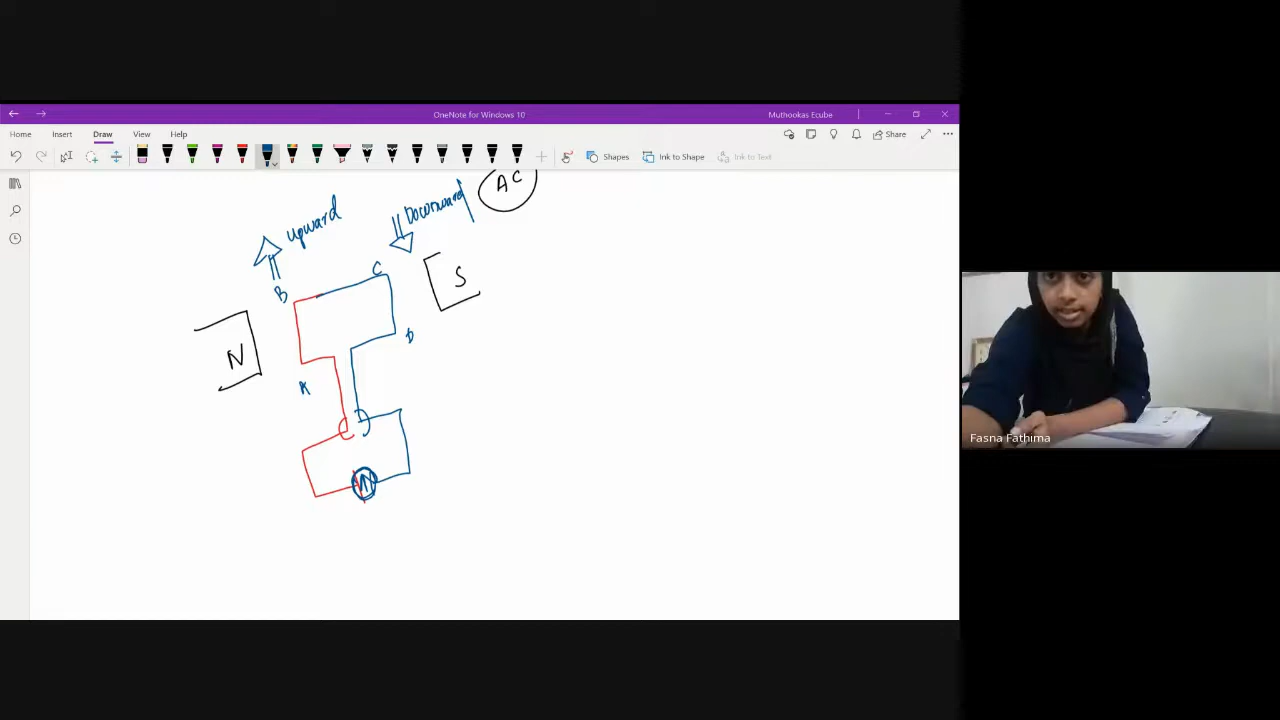 OneNote for Windows 10
Muthookas Ecube
Home Insert Draw View Help
Share
Shapes
Ink to Shape
Ink to Text
AC
upward
Downward
C
S
B
N
D
A
Fasna Fathima